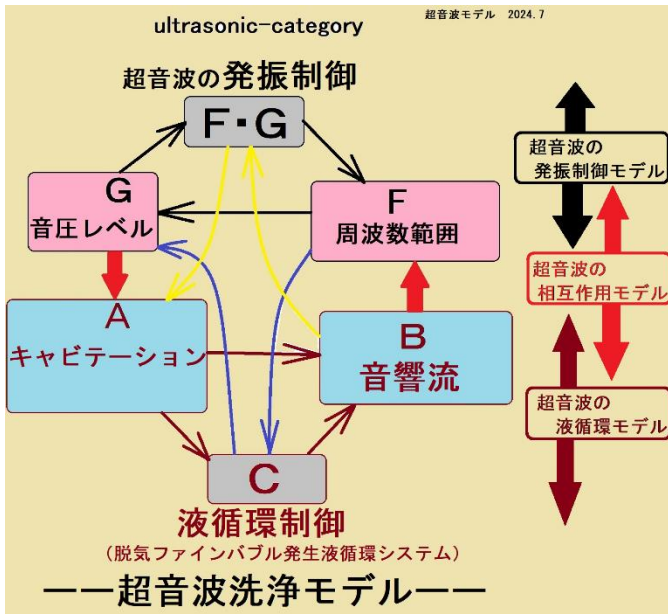 ultrasonic-category
超音波モデル 2024.7
超音波の発振制御
F・G
G
音圧レベル
F
周波数範囲
超音波の
発振制御モデル
超音波の
相互作用モデル
A
キャビテーション
B
音響流
超音波の
液循環モデル
C
液循環制御
(脱気ファインバブル発生液循環システム)
――超音波洗浄モデル――